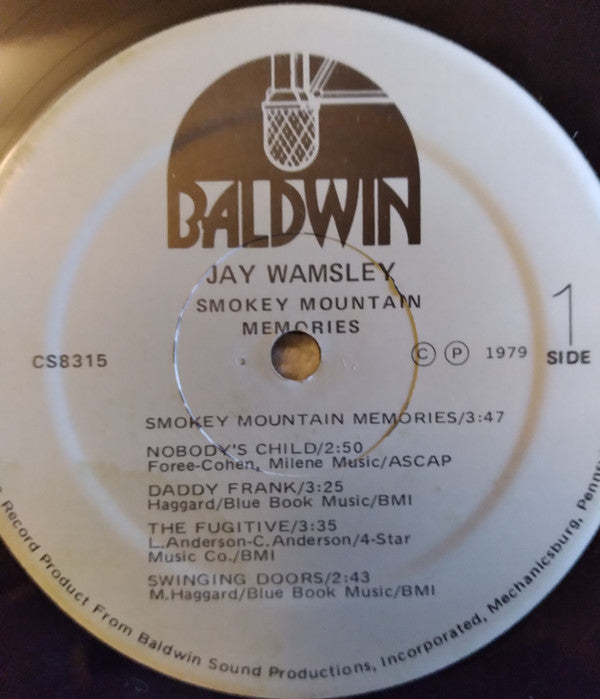 BALDWIN
JAY WAMSLEY
SMOKEY MOUNTAIN
MEMORIES
CS8315
© Ⓟ 1979
1
SIDE
SMOKEY MOUNTAIN MEMORIES/3:47
NOBODY'S CHILD/2:50
Foree-Cohen, Milene Music/ASCAP
DADDY FRANK/3:25
Haggard/Blue Book Music/BMI
THE FUGITIVE/3:35
L.Anderson-C.Anderson/4-Star
Music Co./BMI
SWINGING DOORS/2:43
M.Haggard/Blue Book Music/BMI
Record Product From Baldwin Sound Productions, Incorporated, Mechanicsburg,